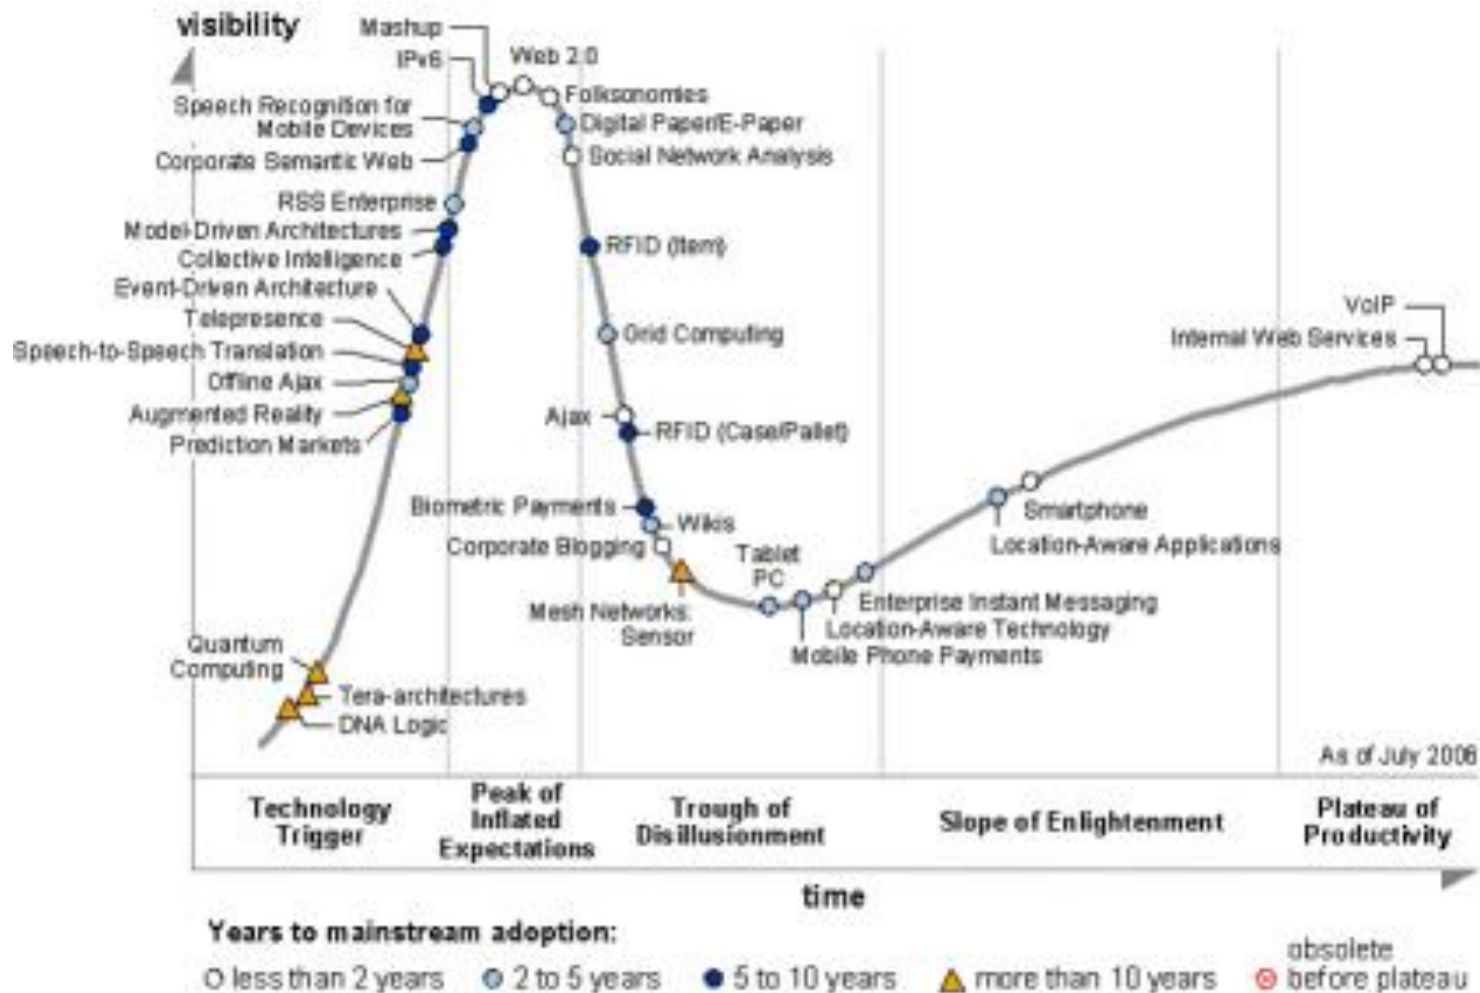 visibility
Mashup
IPv6
Web 2.0
Speech Recognition for
Mobile Devices
Folksonomies
Digital Paper/E-Paper
Corporate Semantic Web
Social Network Analysis
RSS Enterprise
Model-Driven Architectures
Collective Intelligence
RFID (Item)
Event-Driven Architecture
Telepresence
Speech-to-Speech Translation
Offline Ajax
Augmented Reality
Prediction Markets
Grid Computing
Ajax
RFID (Case/Pallet)
VoIP
Internal Web Services
Biometric Payments
Wikis
Corporate Blogging
Tablet
PC
Smartphone
Location-Aware Applications
Mesh Networks:
Sensor
Enterprise Instant Messaging
Location-Aware Technology
Mobile Phone Payments
Quantum
Computing
Tera-architectures
DNA Logic
As of July 2006
Technology
Trigger
Peak of
Inflated
Expectations
Trough of
Disillusionment
Slope of Enlightenment
Plateau of
Productivity
time
Years to mainstream adoption:
less than 2 years
2 to 5 years
5 to 10 years
more than 10 years
obsolete
before plateau